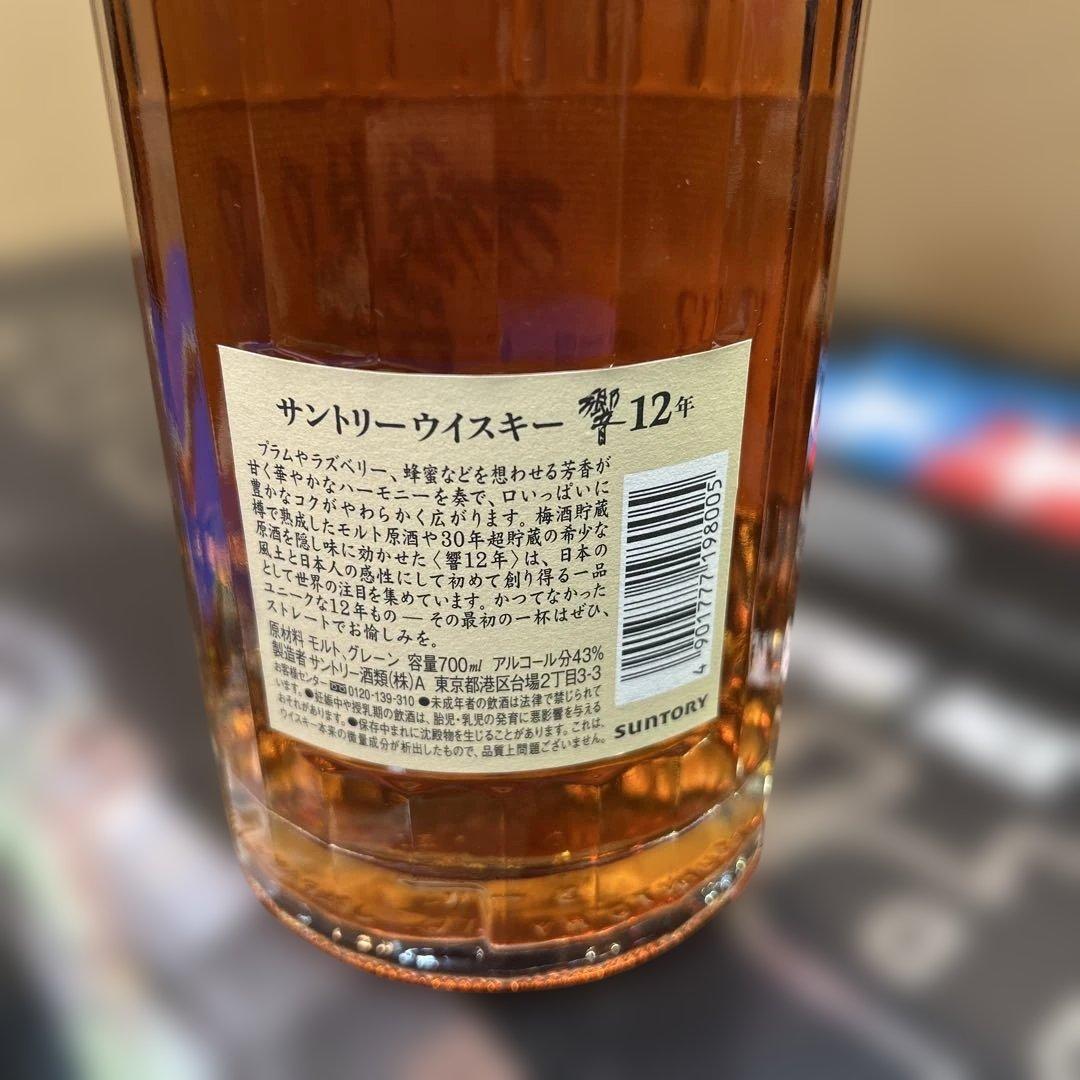 サントリーウイスキー 響 12年
プラムやラズベリー、蜂蜜などを想わせる芳香が
甘く華やかなハーモニーを奏で、口いっぱいに
豊かなコクがやわらかく広がります。梅酒貯蔵
樽で熟成したモルト原酒や30年超貯蔵の希少な
原酒を隠し味に効かせた〈響12年〉は、日本の
風土と日本人の感性にして初めて創り得る一品
として世界の注目を集めています。かつてなかった
ユニークな12年もの ― その最初の一杯はぜひ、
ストレートでお愉しみを。
原材料 モルト、グレーン 容量700ml アルコール分43%
製造者 サントリー酒類(株)A 東京都港区台場2丁目3-3
お客様センター 0120-139-310 ●未成年者の飲酒は法律で禁じられて
います。●妊娠中や授乳期の飲酒は、胎児・乳児の発育に悪影響を与える
おそれがあります。●保存中まれに沈殿物を生じることがあります。これは、
ウイスキー本来の微量成分が析出したもので、品質上問題ございません。
4 901777 198005
SUNTORY